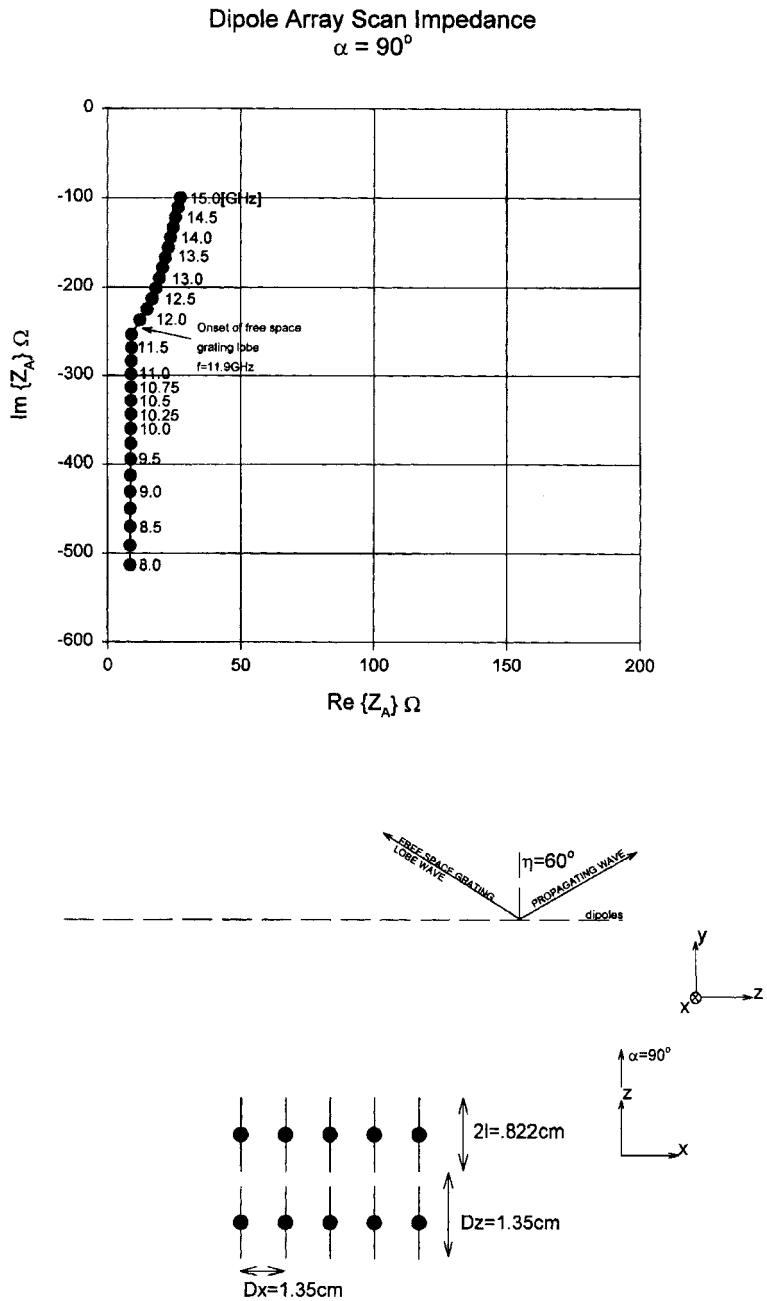 Dipole Array Scan Impedance
α = 90°
0
-100
-200
-300
-400
-500
-600
Im {Z_A} Ω
15.0[GHz]
14.5
14.0
13.5
13.0
12.5
12.0
Onset of free space
grating lobe
f=11.9GHz
11.5
11.0
10.75
10.5
10.25
10.0
9.5
9.0
8.5
8.0
0 50 100 150 200
Re {Z_A} Ω
FREE SPACE GRATING
LOBE WAVE
η=60°
PROPAGATING WAVE
dipoles
y
x
z
α=90°
z
x
2l=.822cm
Dz=1.35cm
Dx=1.35cm